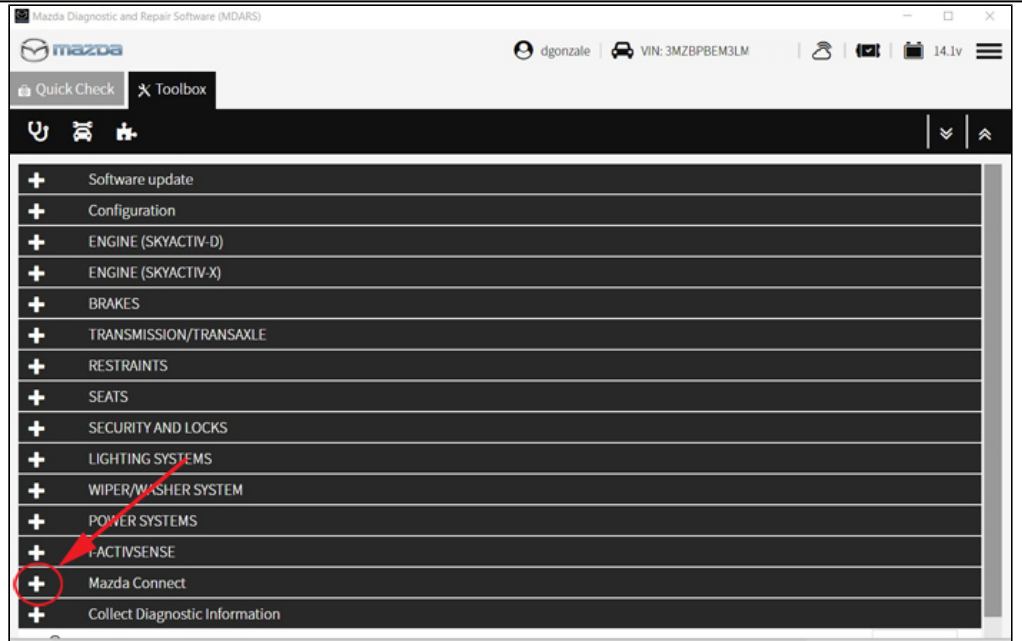 Mazda Diagnostic and Repair Software (MDARS)
mazda dgonzale VIN: 3MZBPBEM3LM 14.1v
Quick Check Toolbox
Software update
Configuration
ENGINE (SKYACTIV-D)
ENGINE (SKYACTIV-X)
BRAKES
TRANSMISSION/TRANSAXLE
RESTRAINTS
SEATS
SECURITY AND LOCKS
LIGHTING SYSTEMS
WIPER/WASHER SYSTEM
POWER SYSTEMS
I-ACTIVSENSE
Mazda Connect
Collect Diagnostic Information